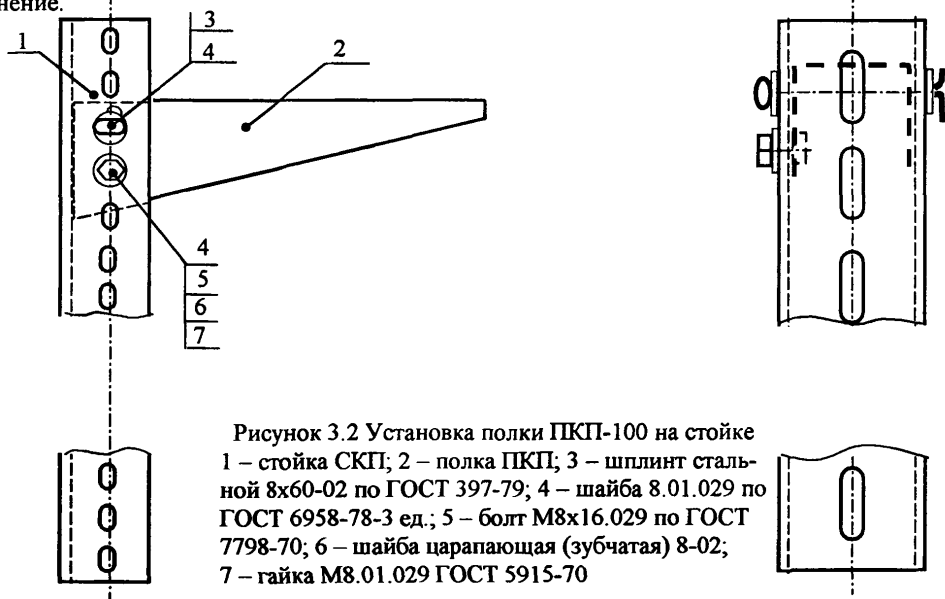 нение.
3
1
4
2
4
5
6
7
Рисунок 3.2 Установка полки ПКП-100 на стойке
1 – стойка СКП; 2 – полка ПКП; 3 – шплинт сталь-
ной 8х60-02 по ГОСТ 397-79; 4 – шайба 8.01.029 по
ГОСТ 6958-78-3 ед.; 5 – болт М8х16.029 по ГОСТ
7798-70; 6 – шайба царапающая (зубчатая) 8-02;
7 – гайка М8.01.029 ГОСТ 5915-70